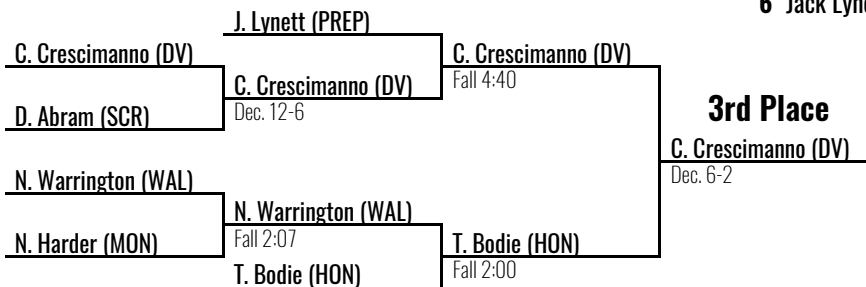 6 Jack
J. Lynett (PREP)
C. Crescimanno (DV)
C. Crescimanno (DV)
Fall 4:40
C. Crescimanno (DV)
Dec. 12-6
D. Abram (SCR)
3rd Place
C. Crescimanno (DV)
Dec. 6-2
N. Warrington (WAL)
N. Warrington (WAL)
Fall 2:07
N. Harder (MON)
T. Bodie (HON)
Fall 2:00
T. Bodie (HON)